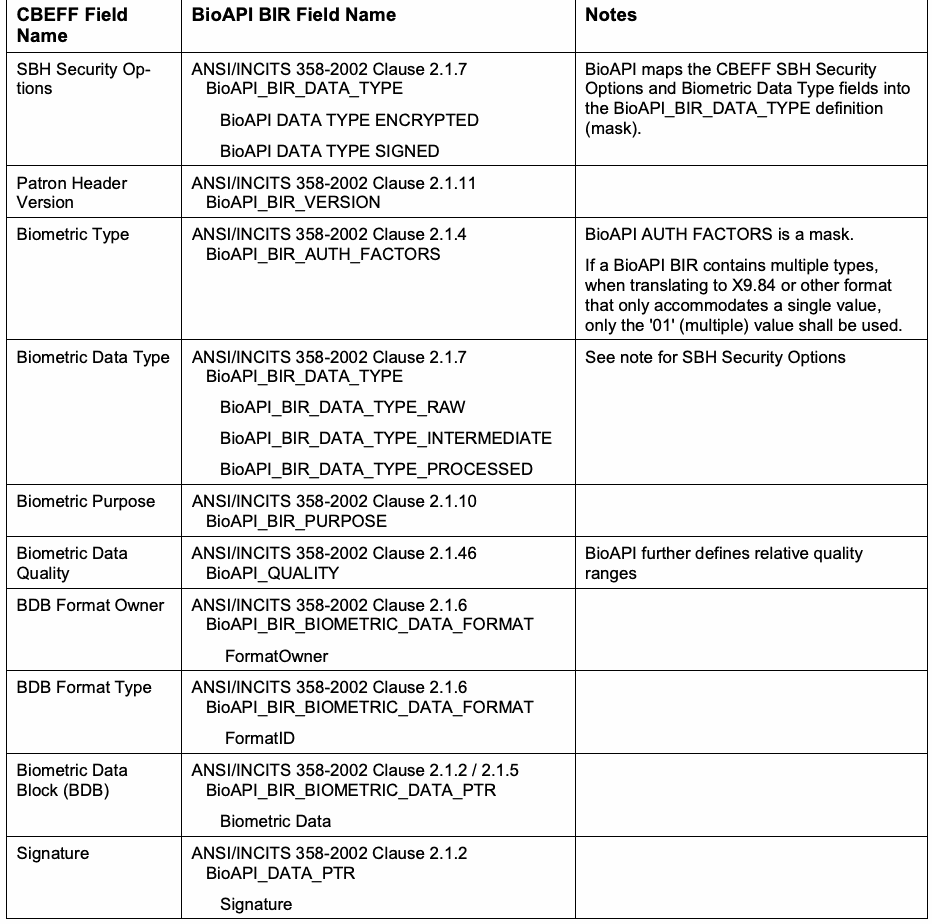 CBEFF Field
Name
BioAPI BIR Field Name
Notes
SBH Security Op-
tions
ANSI/INCITS 358-2002 Clause 2.1.7
BioAPI_BIR_DATA_TYPE
BioAPI DATA TYPE ENCRYPTED
BioAPI DATA TYPE SIGNED
BioAPI maps the CBEFF SBH Security
Options and Biometric Data Type fields into
the BioAPI_BIR_DATA_TYPE definition
(mask).
Patron Header
Version
ANSI/INCITS 358-2002 Clause 2.1.11
BioAPI_BIR_VERSION
Biometric Type
ANSI/INCITS 358-2002 Clause 2.1.4
BioAPI_BIR_AUTH_FACTORS
BioAPI AUTH FACTORS is a mask.
If a BioAPI BIR contains multiple types,
when translating to X9.84 or other format
that only accommodates a single value,
only the '01' (multiple) value shall be used.
Biometric Data Type
ANSI/INCITS 358-2002 Clause 2.1.7
BioAPI_BIR_DATA_TYPE
BioAPI_BIR_DATA_TYPE_RAW
BioAPI_BIR_DATA_TYPE_INTERMEDIATE
BioAPI_BIR_DATA_TYPE_PROCESSED
See note for SBH Security Options
Biometric Purpose
ANSI/INCITS 358-2002 Clause 2.1.10
BioAPI_BIR_PURPOSE
Biometric Data
Quality
ANSI/INCITS 358-2002 Clause 2.1.46
BioAPI_QUALITY
BioAPI further defines relative quality
ranges
BDB Format Owner
ANSI/INCITS 358-2002 Clause 2.1.6
BioAPI_BIR_BIOMETRIC_DATA_FORMAT
FormatOwner
BDB Format Type
ANSI/INCITS 358-2002 Clause 2.1.6
BioAPI_BIR_BIOMETRIC_DATA_FORMAT
FormatID
Biometric Data
Block (BDB)
ANSI/INCITS 358-2002 Clause 2.1.2 / 2.1.5
BioAPI_BIR_BIOMETRIC_DATA_PTR
Biometric Data
Signature
ANSI/INCITS 358-2002 Clause 2.1.2
BioAPI_DATA_PTR
Signature